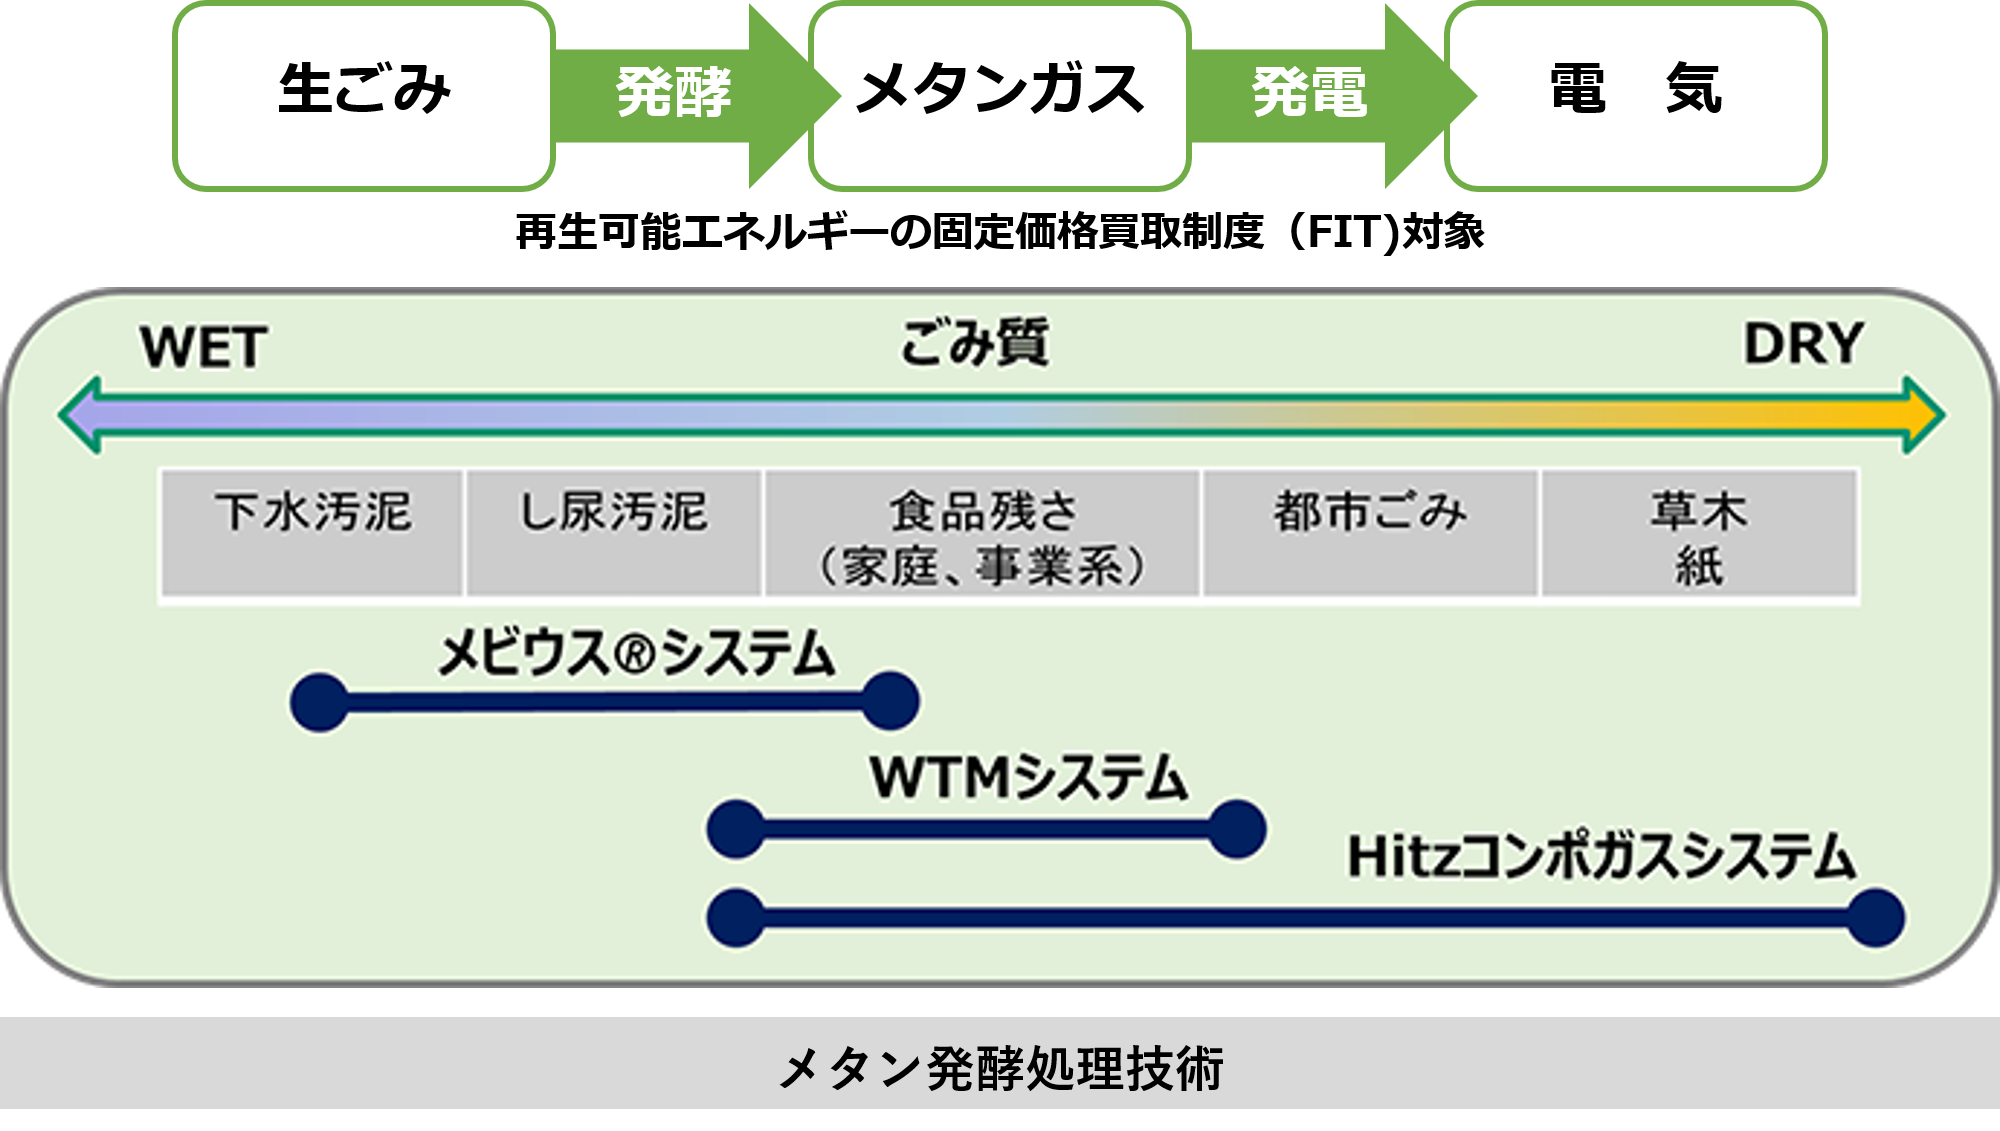 生ごみ
発酵
メタンガス
発電
電　気
再生可能エネルギーの固定価格買取制度（FIT)対象
WET
ごみ質
DRY
下水汚泥
し尿汚泥
食品残さ
（家庭、事業系）
都市ごみ
草木
紙
メビウス®システム
WTMシステム
Hitzコンポガスシステム
メタン発酵処理技術